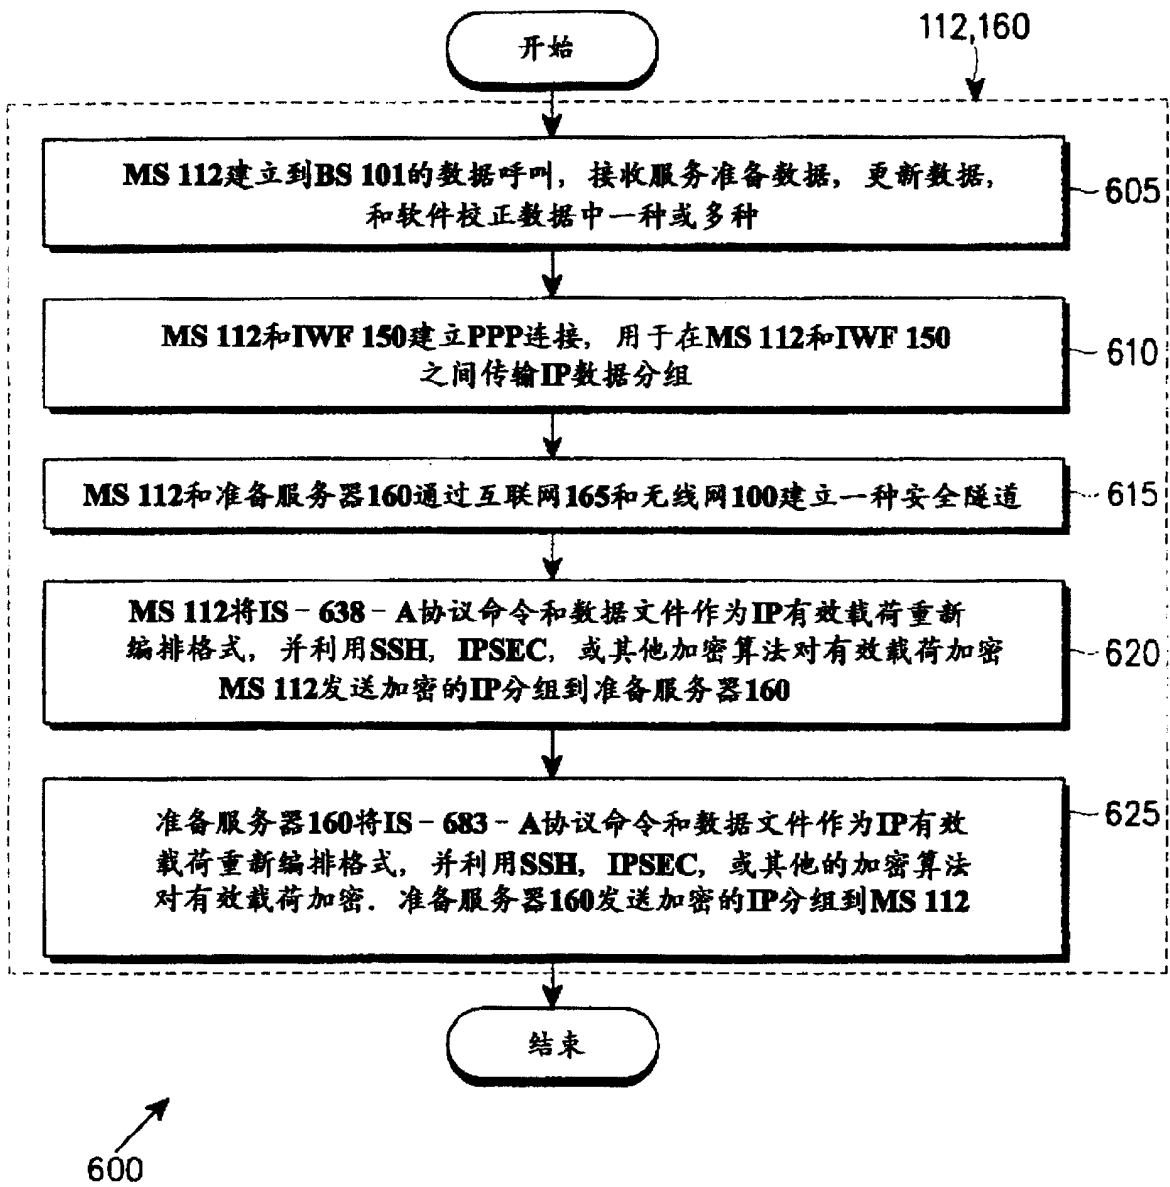 开始
112,160
MS 112建立到BS 101的数据呼叫，接收服务准备数据，更新数据，
和软件校正数据中一种或多种
605
MS 112和IWF 150建立PPP连接，用于在MS 112和IWF 150
之间传输IP数据分组
610
MS 112和准备服务器160通过互联网165和无线网100建立一种安全隧道
615
MS 112将IS-638-A协议命令和数据文件作为IP有效载荷重新
编排格式，并利用SSH，IPSEC，或其他加密算法对有效载荷加密
MS 112发送加密的IP分组到准备服务器160
620
准备服务器160将IS-683-A协议命令和数据文件作为IP有效
载荷重新编排格式，并利用SSH，IPSEC，或其他的加密算法
对有效载荷加密．准备服务器160发送加密的IP分组到MS 112
625
结束
600